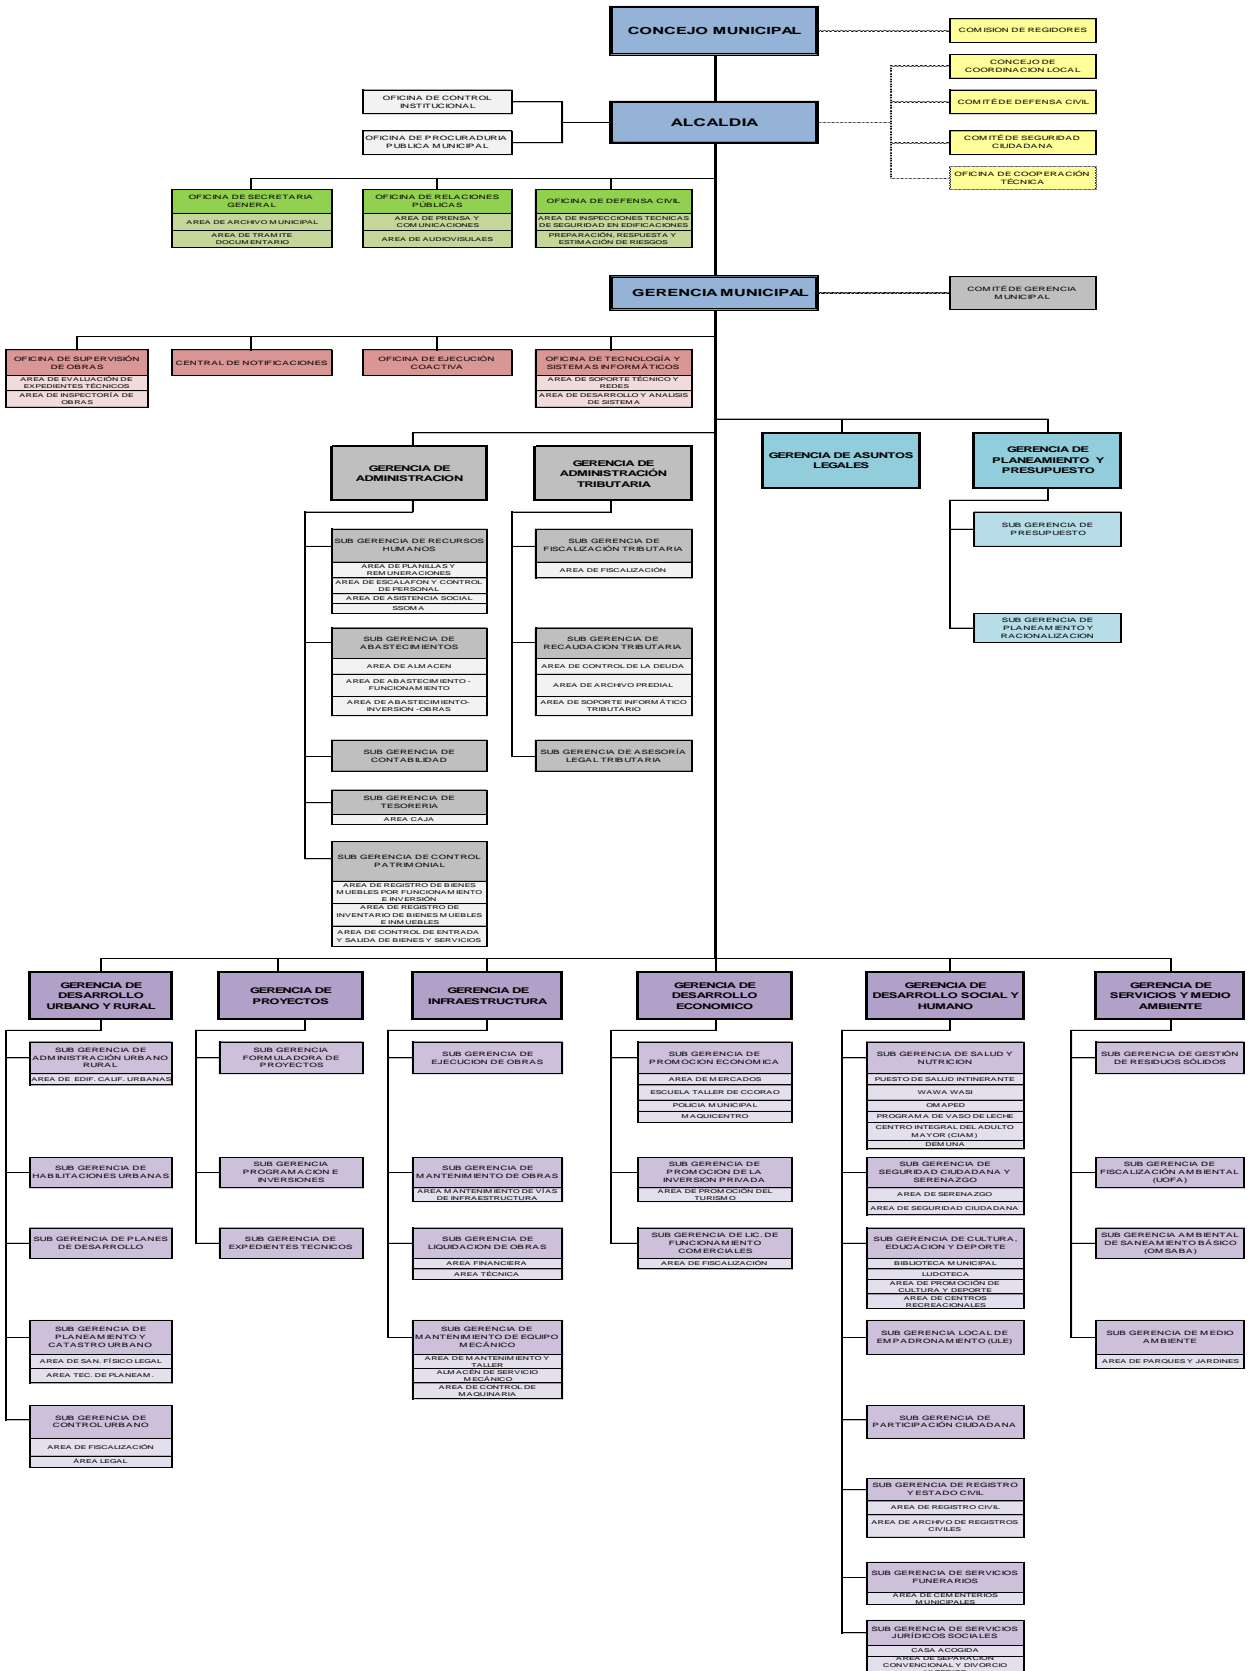 CONCEJO MUNICIPAL
COMISION DE REGIDORES
CONCEJO DE
COORDINACION LOCAL
OFICINA DE CONTROL
INSTITUCIONAL
ALCALDIA
COMITÉ DE DEFENSA CIVIL
OFICINA DE PROCURADURIA
PUBLICA MUNICIPAL
COMITÉ DE SEGURIDAD
CIUDADANA
OFICINA DE COOPERACIÓN
TÉCNICA
OFICINA DE SECRETARIA
GENERAL
AREA DE ARCHIVO MUNICIPAL
AREA DE TRAMITE
DOCUMENTARIO
OFICINA DE RELACIONES
PÚBLICAS
AREA DE PRENSA Y
COMUNICACIONES
AREA DE AUDIOVISULAES
OFICINA DE DEFENSA CIVIL
AREA DE INSPECCIONES TECNICAS
DE SEGURIDAD EN EDIFICACIONES
PREPARACIÓN, RESPUESTA Y
ESTIMACIÓN DE RIESGOS
GERENCIA MUNICIPAL
COMITÉ DE GERENCIA
MUNICIPAL
OFICINA DE SUPERVISIÓN
DE OBRAS
AREA DE EVALUACIÓN DE
EXPEDIENTES TÉCNICOS
AREA DE INSPECTORÍA DE
OBRAS
CENTRAL DE NOTIFICACIONES
OFICINA DE EJECUCIÓN
COACTIVA
OFICINA DE TECNOLOGÍA Y
SISTEMAS INFORMÁTICOS
AREA DE SOPORTE TÉCNICO Y
REDES
AREA DE DESARROLLO Y ANALISIS
DE SISTEMA
GERENCIA DE ASUNTOS
LEGALES
GERENCIA DE
PLANEAMIENTO Y
PRESUPUESTO
SUB GERENCIA DE
PRESUPUESTO
SUB GERENCIA DE
PLANEAMIENTO Y
RACIONALIZACION
GERENCIA DE
ADMINISTRACION
SUB GERENCIA DE RECURSOS
HUMANOS
AREA DE PLANILLAS Y
REMUNERACIONES
AREA DE ESCALAFON Y CONTROL
DE PERSONAL
AREA DE ASISTENCIA SOCIAL
SSOMA
SUB GERENCIA DE
ABASTECIMIENTOS
AREA DE ALMACEN
AREA DE ABASTECIMIENTO -
FUNCIONAMIENTO
AREA DE ABASTECIMIENTO-
INVERSION -OBRAS
SUB GERENCIA DE
CONTABILIDAD
SUB GERENCIA DE
TESORERIA
AREA CAJA
SUB GERENCIA DE CONTROL
PATRIMONIAL
AREA DE REGISTRO DE BIENES
MUEBLES POR FUNCIONAMIENTO
E INVERSIÓN
AREA DE REGISTRO DE
INVENTARIO DE BIENES MUEBLES
E INMUEBLES
AREA DE CONTROL DE ENTRADA
Y SALIDA DE BIENES Y SERVICIOS
GERENCIA DE
ADMINISTRACIÓN
TRIBUTARIA
SUB GERENCIA DE
FISCALIZACIÓN TRIBUTARIA
AREA DE FISCALIZACIÓN
SUB GERENCIA DE
RECAUDACION TRIBUTARIA
AREA DE CONTROL DE LA DEUDA
AREA DE ARCHIVO PREDIAL
AREA DE SOPORTE INFORMÁTICO
TRIBUTARIO
SUB GERENCIA DE ASESORÍA
LEGAL TRIBUTARIA
GERENCIA DE
DESARROLLO
URBANO Y RURAL
SUB GERENCIA DE
ADMINISTRACIÓN URBANO
RURAL
AREA DE EDIF. CALIF. URBANAS
SUB GERENCIA DE
HABILITACIONES URBANAS
SUB GERENCIA DE PLANES
DE DESARROLLO
SUB GERENCIA DE
PLANEAMIENTO Y
CATASTRO URBANO
AREA DE SAN. FÍSICO LEGAL
AREA TEC. DE PLANEAM.
SUB GERENCIA DE
CONTROL URBANO
AREA DE FISCALIZACIÓN
ÁREA LEGAL
GERENCIA DE
PROYECTOS
SUB GERENCIA
FORMULADORA DE
PROYECTOS
SUB GERENCIA
PROGRAMACION E
INVERSIONES
SUB GERENCIA DE
EXPEDIENTES TECNICOS
GERENCIA DE
INFRAESTRUCTURA
SUB GERENCIA DE
EJECUCION DE OBRAS
SUB GERENCIA DE
MANTENIMIENTO DE OBRAS
AREA MANTENIMIENTO DE VÍAS
DE INFRAESTRUCTURA
SUB GERENCIA DE
LIQUIDACION DE OBRAS
AREA FINANCIERA
AREA TÉCNICA
SUB GERENCIA DE
MANTENIMIENTO DE EQUIPO
MECÁNICO
AREA DE MANTENIMIENTO Y
TALLER
ALMACÉN DE SERVICIO
MECÁNICO
AREA DE CONTROL DE
MAQUINARIA
GERENCIA DE
DESARROLLO
ECONOMICO
SUB GERENCIA DE
PROMOCION ECONOMICA
AREA DE MERCADOS
ESCUELA TALLER DE CCORAO
POLICIA MUNICIPAL
MAQUICENTRO
SUB GERENCIA DE
PROMOCION DE LA
INVERSION PRIVADA
AREA DE PROMOCIÓN DEL
TURISMO
SUB GERENCIA DE LIC. DE
FUNCIONAMIENTO
COMERCIALES
AREA DE FISCALIZACIÓN
GERENCIA DE
DESARROLLO SOCIAL Y
HUMANO
SUB GERENCIA DE SALUD Y
NUTRICION
PUESTO DE SALUD INTINERANTE
WAWA WASI
OMAPED
PROGRAMA DE VASO DE LECHE
CENTRO INTEGRAL DEL ADULTO
MAYOR (CIAM)
DEMUNA
SUB GERENCIA DE
SEGURIDAD CIUDADANA Y
SERENAZGO
AREA DE SERENAZGO
AREA DE SEGURIDAD CIUDADANA
SUB GERENCIA DE CULTURA,
EDUCACION Y DEPORTE
BIBLIOTECA MUNICIPAL
LUDOTECA
AREA DE PROMOCIÓN DE
CULTURA Y DEPORTE
AREA DE CENTROS
RECREACIONALES
SUB GERENCIA LOCAL DE
EMPADRONAMIENTO (ULE)
SUB GERENCIA DE
PARTICIPACIÓN CIUDADANA
SUB GERENCIA DE REGISTRO
Y ESTADO CIVIL
AREA DE REGISTRO CIVIL
AREA DE ARCHIVO DE REGISTROS
CIVILES
SUB GERENCIA DE SERVICIOS
FUNERARIOS
AREA DE CEMENTERIOS
MUNICIPALES
SUB GERENCIA DE SERVICIOS
JURÍDICOS SOCIALES
CASA ACOGIDA
AREA DE SEPARACION
CONVENCIONAL Y DIVORCIO
GERENCIA DE
SERVICIOS Y MEDIO
AMBIENTE
SUB GERENCIA DE GESTIÓN
DE RESIDUOS SÓLIDOS
SUB GERENCIA DE
FISCALIZACIÓN AMBIENTAL
(UOFA)
SUB GERENCIA AMBIENTAL
DE SANEAMIENTO BÁSICO
(OMSABA)
SUB GERENCIA DE MEDIO
AMBIENTE
AREA DE PARQUES Y JARDINES